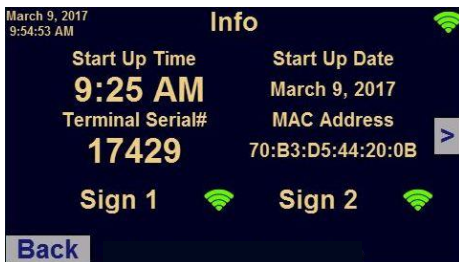 March 9, 2017
9:54:53 AM
Info
Start Up Time
Start Up Date
9:25 AM
March 9, 2017
Terminal Serial#
MAC Address
17429
70:B3:D5:44:20:0B
>
Sign 1
Sign 2
Back